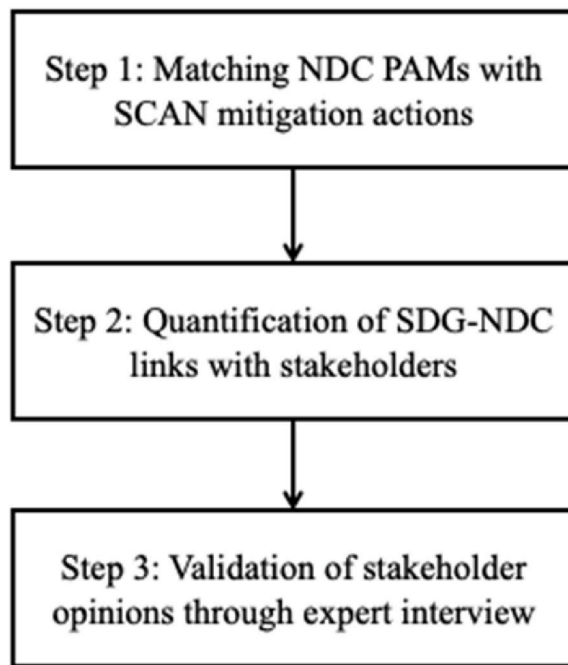 Step 1: Matching NDC PAMs with
SCAN mitigation actions
Step 2: Quantification of SDG-NDC
links with stakeholders
Step 3: Validation of stakeholder
opinions through expert interview